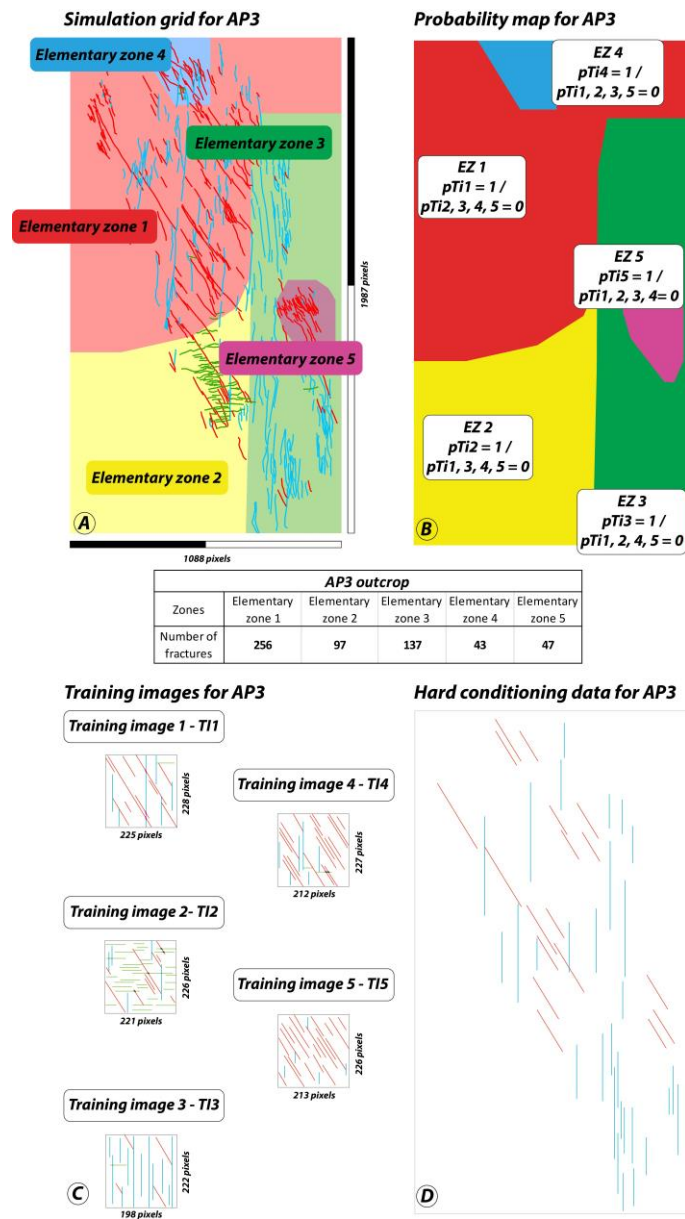 Simulation grid for AP3
Elementary zone 4
Elementary zone 3
Elementary zone 1
Elementary zone 5
Elementary zone 2
A
1987 pixels
1088 pixels
Probability map for AP3
EZ 4
pTi4 = 1 /
pTi1, 2, 3, 5 = 0
EZ 1
pTi1 = 1 /
pTi2, 3, 4, 5 = 0
EZ 5
pTi5 = 1 /
pTi1, 2, 3, 4= 0
EZ 2
pTi2 = 1 /
pTi1, 3, 4, 5 = 0
EZ 3
pTi3 = 1 /
pTi1, 2, 4, 5 = 0
B
AP3 outcrop
Zones
Elementary zone 1
Elementary zone 2
Elementary zone 3
Elementary zone 4
Elementary zone 5
Number of fractures
256
97
137
43
47
Training images for AP3
Training image 1 - TI1
228 pixels
225 pixels
Training image 4 - TI4
227 pixels
212 pixels
Training image 2- TI2
226 pixels
221 pixels
Training image 5 - TI5
226 pixels
213 pixels
Training image 3 - TI3
222 pixels
198 pixels
C
Hard conditioning data for AP3
D